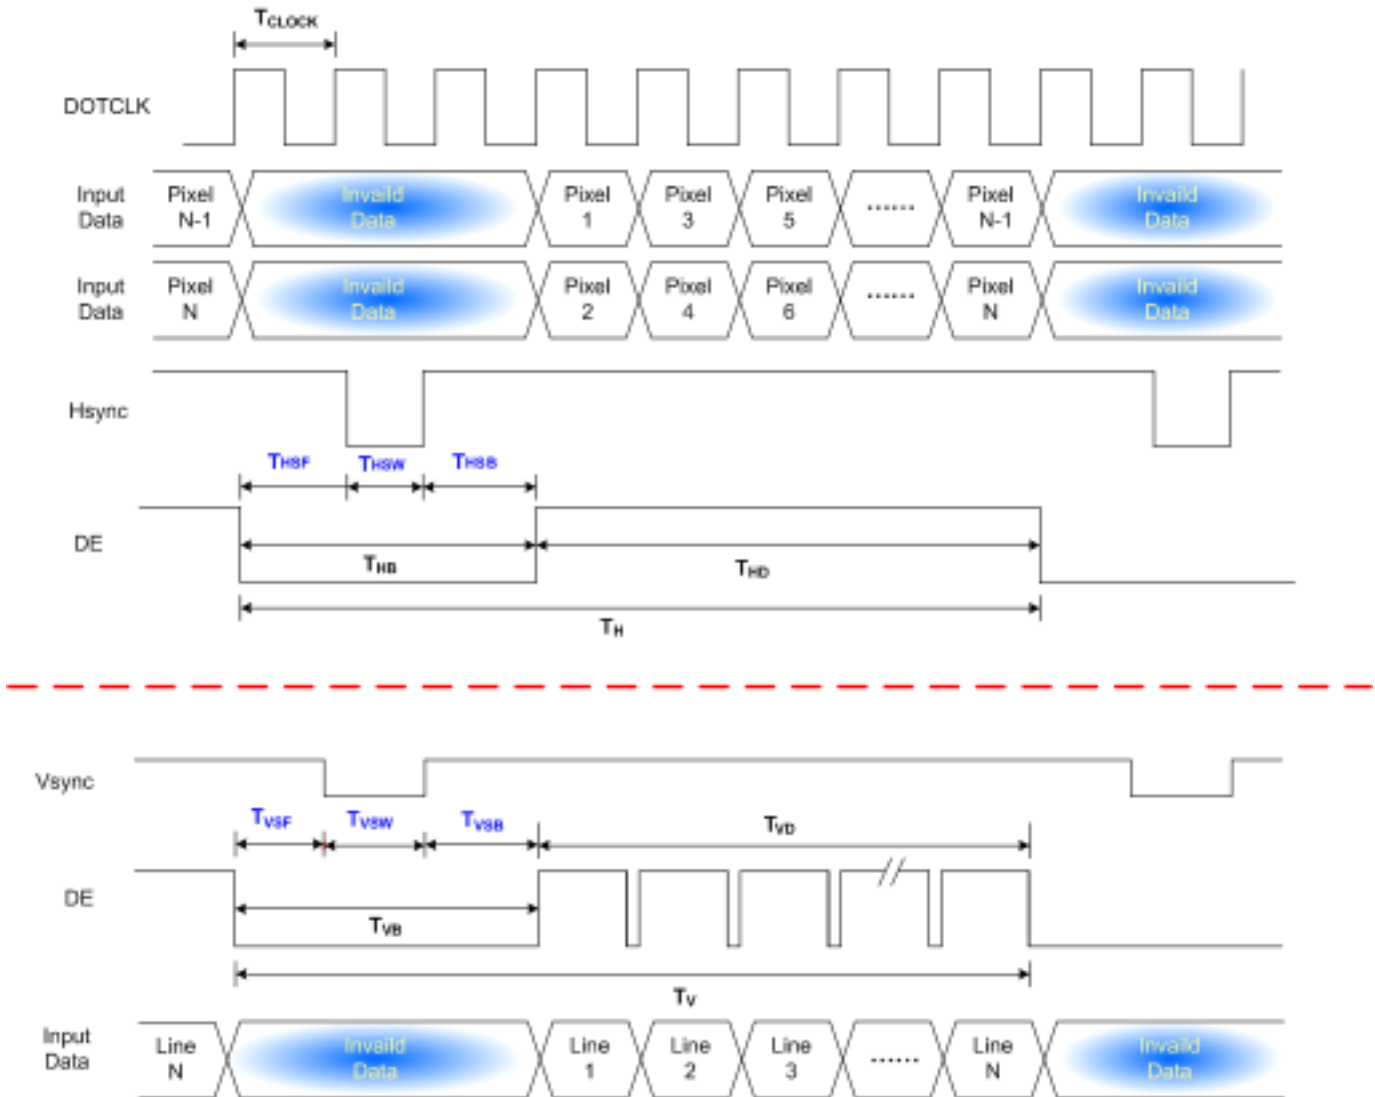 TCLOCK
DOTCLK
Input
Data
Pixel
N-1
Invaild
Data
Pixel
1
Pixel
3
Pixel
5
......
Pixel
N-1
Invaild
Data
Input
Data
Pixel
N
Invaild
Data
Pixel
2
Pixel
4
Pixel
6
......
Pixel
N
Invaild
Data
Hsync
THSF
THSW
THSB
DE
THB
THD
TH
Vsync
TVSF
TVSW
TVSB
TVD
DE
TVB
TV
Input
Data
Line
N
Invaild
Data
Line
1
Line
2
Line
3
......
Line
N
Invaild
Data